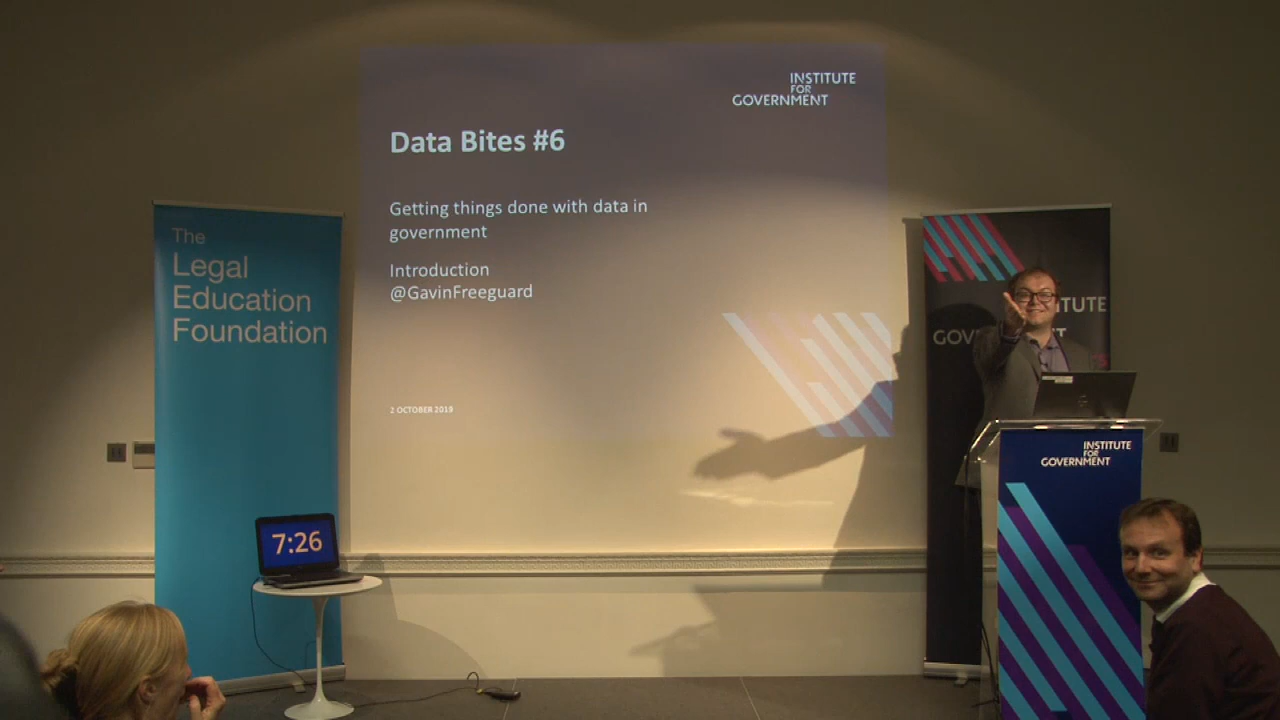 INSTITUTE
FOR
GOVERNMENT
Data Bites #6
Getting things done with data in
government
Introduction
@GavinFreeguard
2 OCTOBER 2019
The
Legal
Education
Foundation
7:26
INSTITUTE
FOR
GOVERNMENT